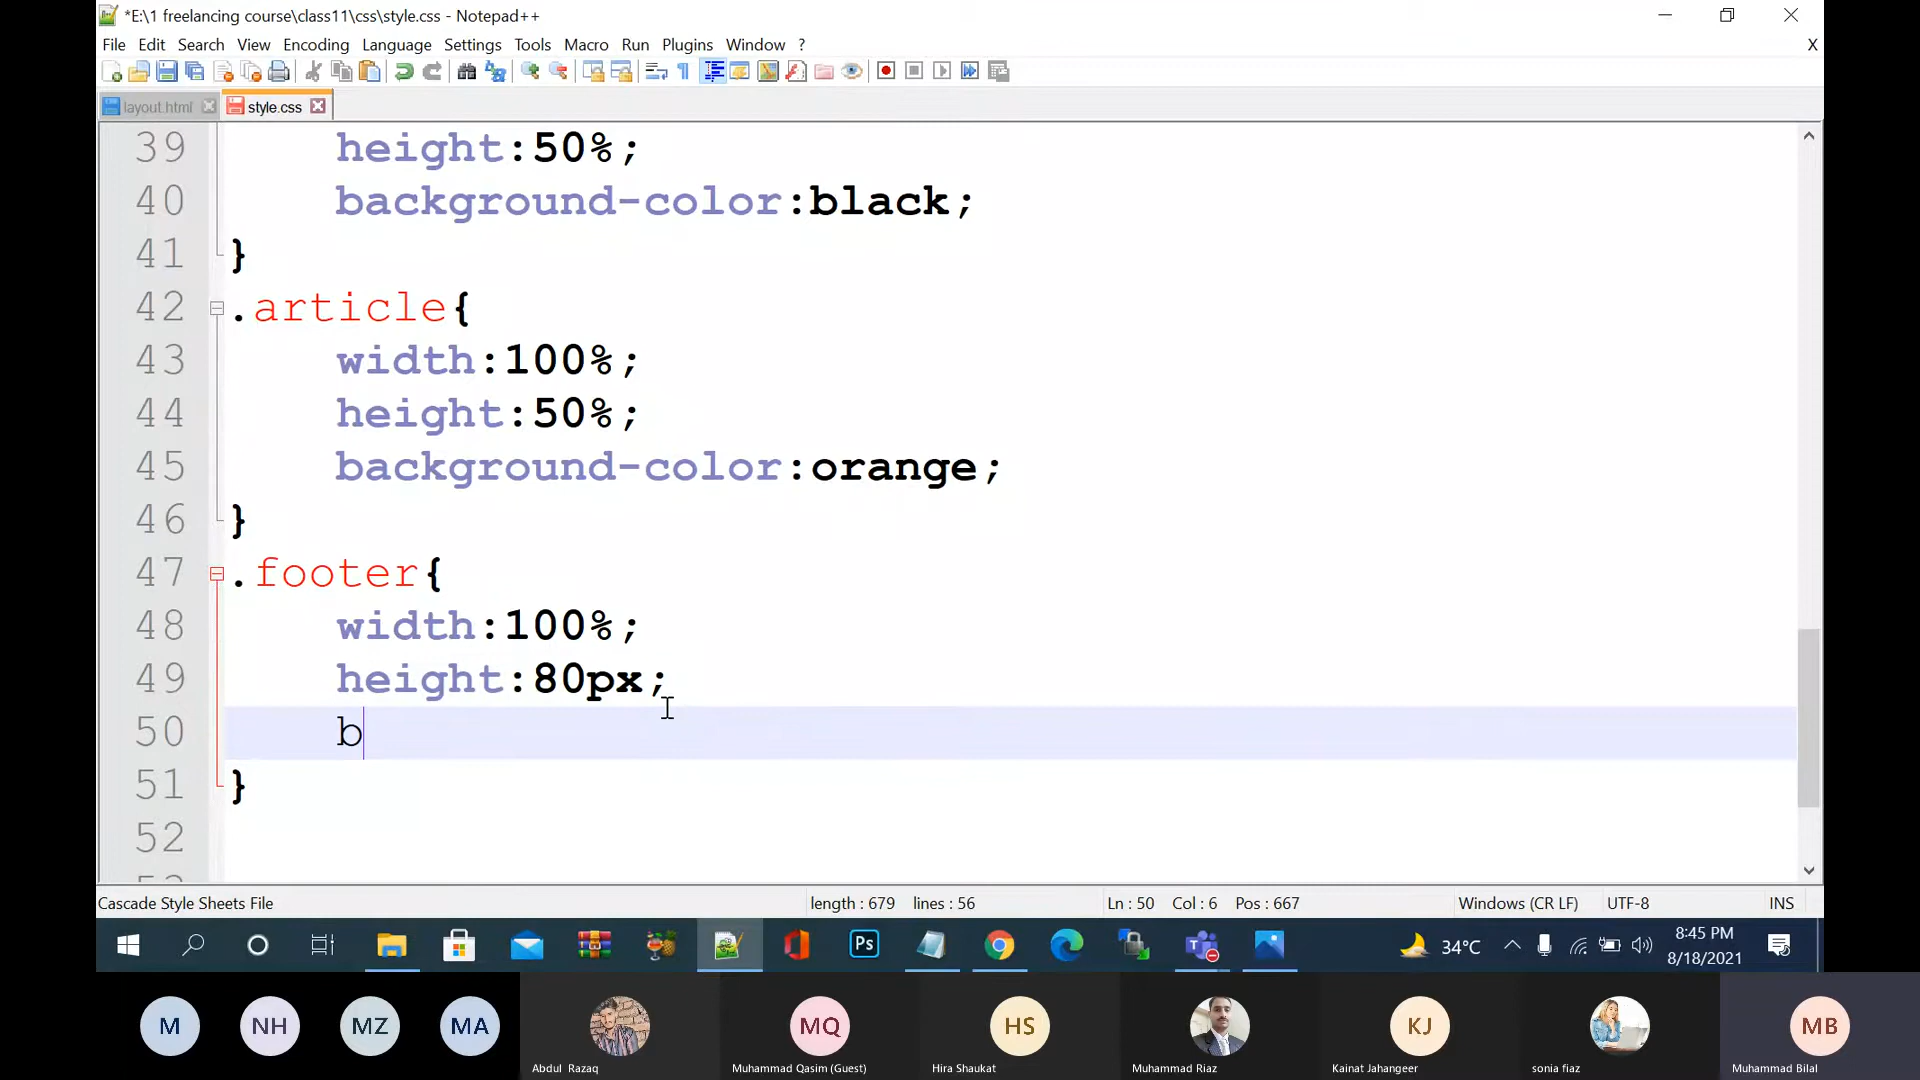 *E:\1 freelancing course\class11\css\style.css - Notepad++
File Edit Search View Encoding Language Settings Tools Macro Run Plugins Window ? X
layout.html style.css
39 height:50%;
40 background-color:black;
41 }
42 .article{
43 width:100%;
44 height:50%;
45 background-color:orange;
46 }
47 .footer{
48 width:100%;
49 height:80px;
50 b
51 }
52
Cascade Style Sheets File length : 679 lines : 56 Ln : 50 Col : 6 Pos : 667 Windows (CR LF) UTF-8 INS
Ps 34°C 8:45 PM
8/18/2021
M NH MZ MA MQ HS KJ MB
Abdul Razaq Muhammad Qasim (Guest) Hira Shaukat Muhammad Riaz Kainat Jahangeer sonia fiaz Muhammad Bilal